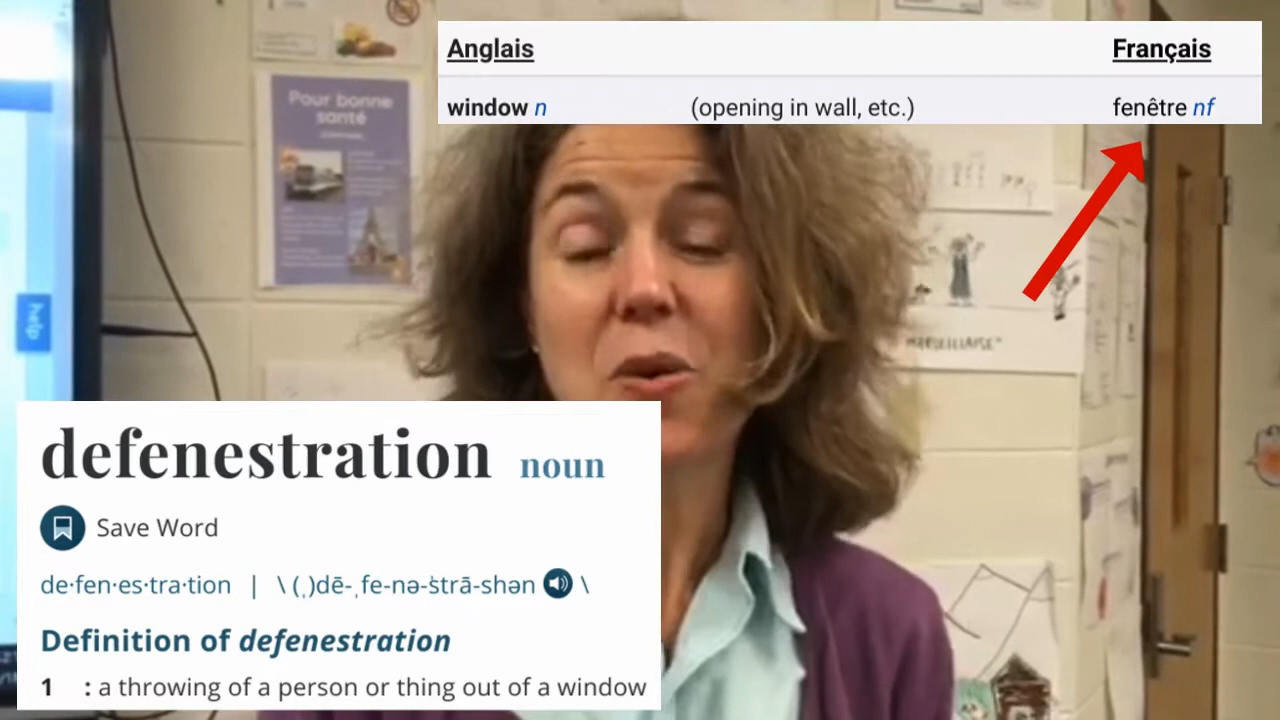 Anglais Français
window n (opening in wall, etc.) fenêtre nf
Pour bonne
santé
help
MARSEILLAISE"
defenestration noun
Save Word
de·fen·es·tra·tion | \ (ˌ)dē-ˌfe-nə-ˈstrā-shən \
Definition of defenestration
1 : a throwing of a person or thing out of a window